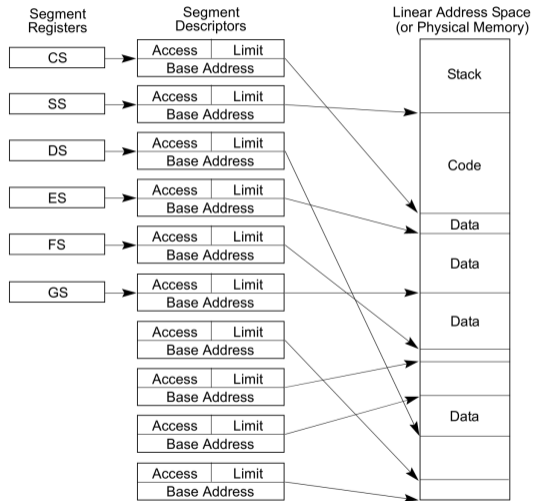 Segment
Registers
Segment
Descriptors
Linear Address Space
(or Physical Memory)
CS
Access Limit
Base Address
Stack
SS
Access Limit
Base Address
DS
Access Limit
Base Address
Code
ES
Access Limit
Base Address
Data
FS
Access Limit
Base Address
Data
GS
Access Limit
Base Address
Data
Access Limit
Base Address
Access Limit
Base Address
Access Limit
Base Address
Data
Access Limit
Base Address